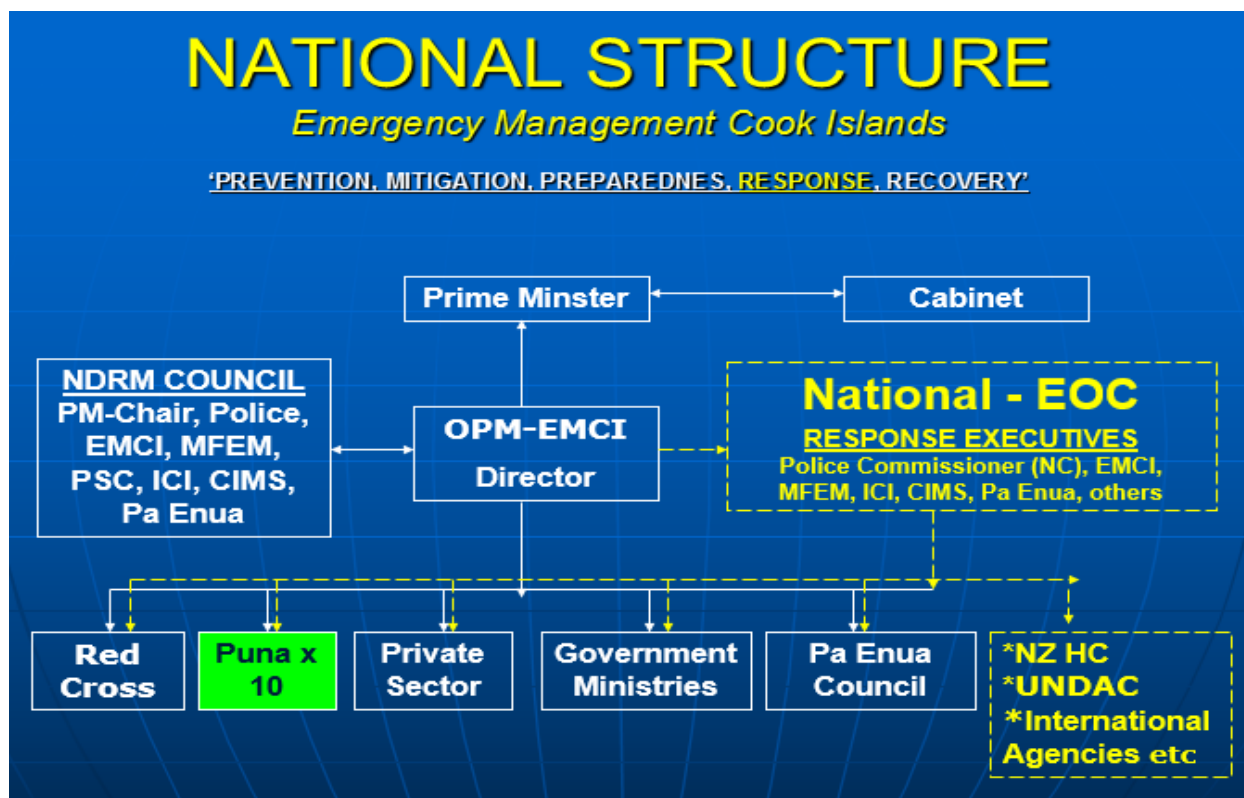 NATIONAL STRUCTURE
Emergency Management Cook Islands
‘PREVENTION, MITIGATION, PREPAREDNES, RESPONSE, RECOVERY’
Prime Minster
Cabinet
NDRM COUNCIL
PM-Chair, Police,
EMCI, MFEM,
PSC, ICI, CIMS,
Pa Enua
OPM-EMCI
Director
National - EOC
RESPONSE EXECUTIVES
Police Commissioner (NC), EMCI,
MFEM, ICI, CIMS, Pa Enua, others
Red
Cross
Puna x
10
Private
Sector
Government
Ministries
Pa Enua
Council
*NZ HC
*UNDAC
*International
Agencies etc